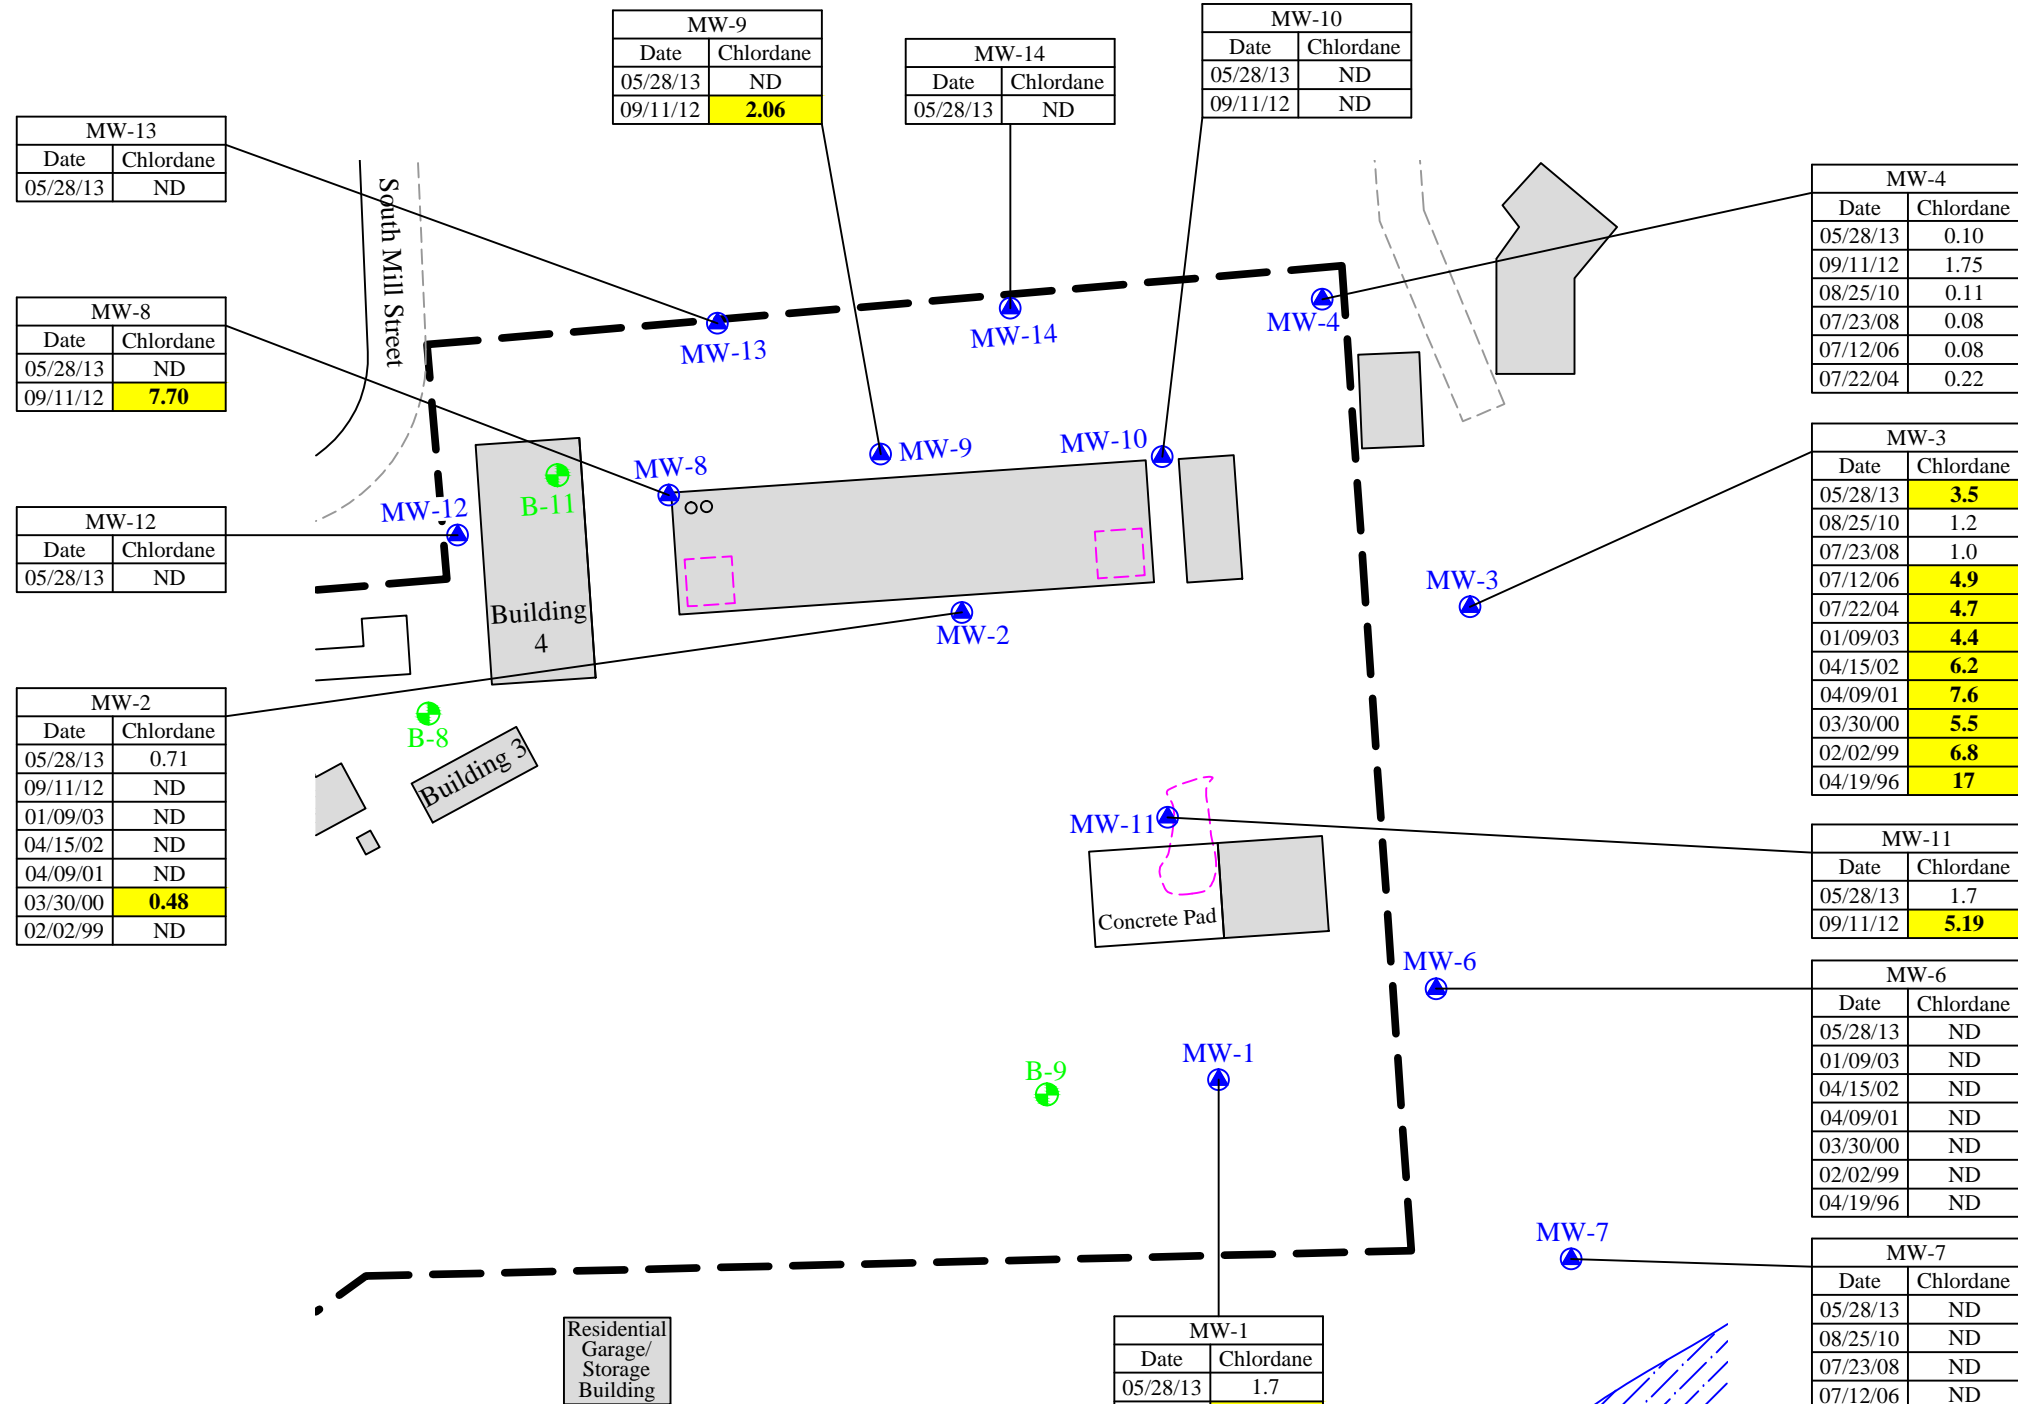 MW-9
Date Chlordane
05/28/13 ND
09/11/12 2.06
MW-14
Date Chlordane
05/28/13 ND
MW-10
Date Chlordane
05/28/13 ND
09/11/12 ND
MW-13
Date Chlordane
05/28/13 ND
South Mill Street
MW-4
Date Chlordane
05/28/13 0.10
09/11/12 1.75
08/25/10 0.11
07/23/08 0.08
07/12/06 0.08
07/22/04 0.22
MW-8
Date Chlordane
05/28/13 ND
09/11/12 7.70
MW-13
MW-14
MW-4
MW-8
MW-9
MW-10
MW-12
B-11
MW-3
Date Chlordane
05/28/13 3.5
08/25/10 1.2
07/23/08 1.0
07/12/06 4.9
07/22/04 4.7
01/09/03 4.4
04/15/02 6.2
04/09/01 7.6
03/30/00 5.5
02/02/99 6.8
04/19/96 17
MW-12
Date Chlordane
05/28/13 ND
Building
4
MW-2
MW-3
MW-2
Date Chlordane
05/28/13 0.71
09/11/12 ND
01/09/03 ND
04/15/02 ND
04/09/01 ND
03/30/00 0.48
02/02/99 ND
B-8
Building 3
MW-11
Concrete Pad
MW-11
Date Chlordane
05/28/13 1.7
09/11/12 5.19
MW-6
MW-6
Date Chlordane
05/28/13 ND
01/09/03 ND
04/15/02 ND
04/09/01 ND
03/30/00 ND
02/02/99 ND
04/19/96 ND
B-9
MW-1
MW-7
MW-7
Date Chlordane
05/28/13 ND
08/25/10 ND
07/23/08 ND
07/12/06 ND
Residential
Garage/
Storage
Building
MW-1
Date Chlordane
05/28/13 1.7